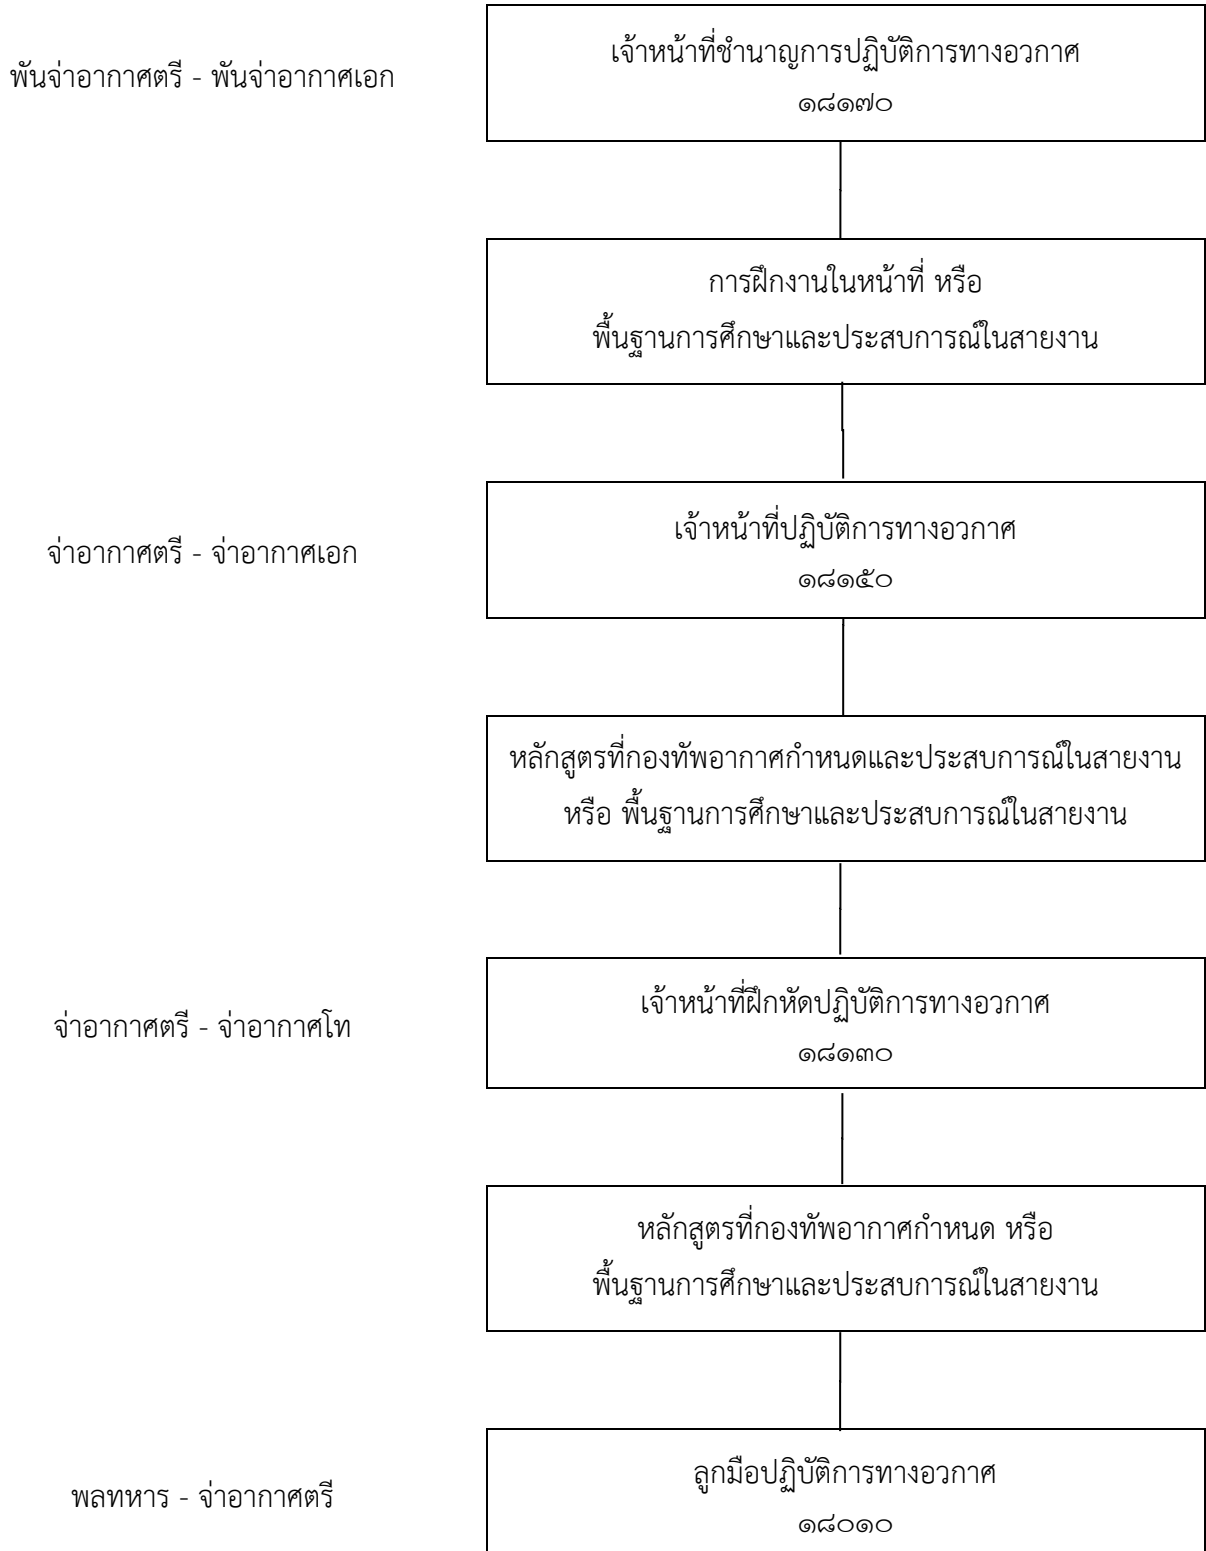 เจ้าหน้าที่ชำนาญการปฏิบัติการทางอวกาศ
พันจ่าอากาศตรี - พันจ่าอากาศเอก
๑๘๑๗๐
การฝึกงานในหน้าที่ หรือ
พื้นฐานการศึกษาและประสบการณ์ในสายงาน
เจ้าหน้าที่ปฏิบัติการทางอวกาศ
จ่าอากาศตรี - จ่าอากาศเอก
๑๘๑๕๐
หลักสูตรที่กองทัพอากาศกำหนดและประสบการณ์ในสายงาน
หรือ พื้นฐานการศึกษาและประสบการณ์ในสายงาน
เจ้าหน้าที่ฝึกหัดปฏิบัติการทางอวกาศ
จ่าอากาศตรี - จ่าอากาศโท
๑๘๑๓๐
หลักสูตรที่กองทัพอากาศกำหนด หรือ
พื้นฐานการศึกษาและประสบการณ์ในสายงาน
ลูกมือปฏิบัติการทางอวกาศ
พลทหาร - จ่าอากาศตรี
๑๘๐๑๐